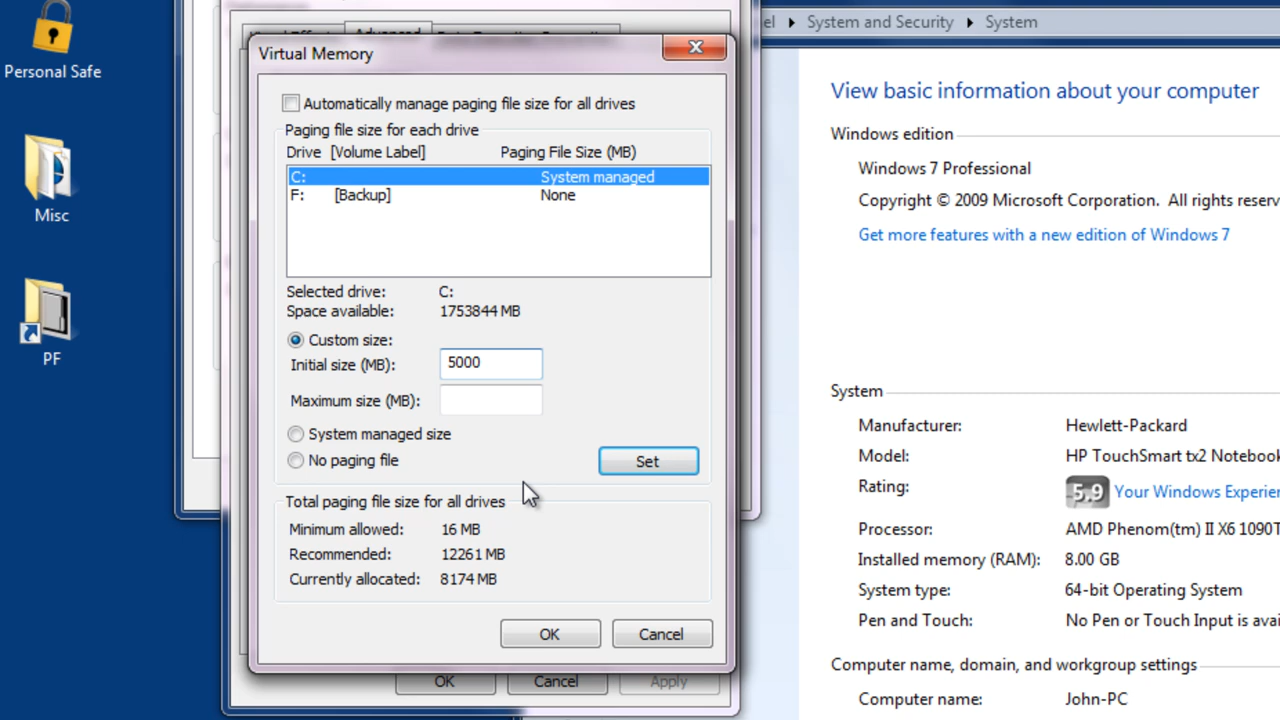 Personal Safe
Misc
PF
Advanced
Virtual Memory
Automatically manage paging file size for all drives
Paging file size for each drive
Drive [Volume Label] Paging File Size (MB)
C: System managed
F: [Backup] None
Selected drive: C:
Space available: 1753844 MB
Custom size:
Initial size (MB): 5000
Maximum size (MB):
System managed size
No paging file
Set
Total paging file size for all drives
Minimum allowed: 16 MB
Recommended: 12261 MB
Currently allocated: 8174 MB
OK Cancel
OK Cancel Apply
System and Security System
View basic information about your computer
Windows edition
Windows 7 Professional
Copyright © 2009 Microsoft Corporation. All rights
Get more features with a new edition of Windows 7
System
Manufacturer: Hewlett-Packard
Model: HP TouchSmart tx2
Rating: 5.9 Your Windows
Processor: AMD Phenom(tm) II X6 1090T
Installed memory (RAM): 8.00 GB
System type: 64-bit Operating System
Pen and Touch: No Pen or Touch Input is
Computer name, domain, and workgroup settings
Computer name: John-PC